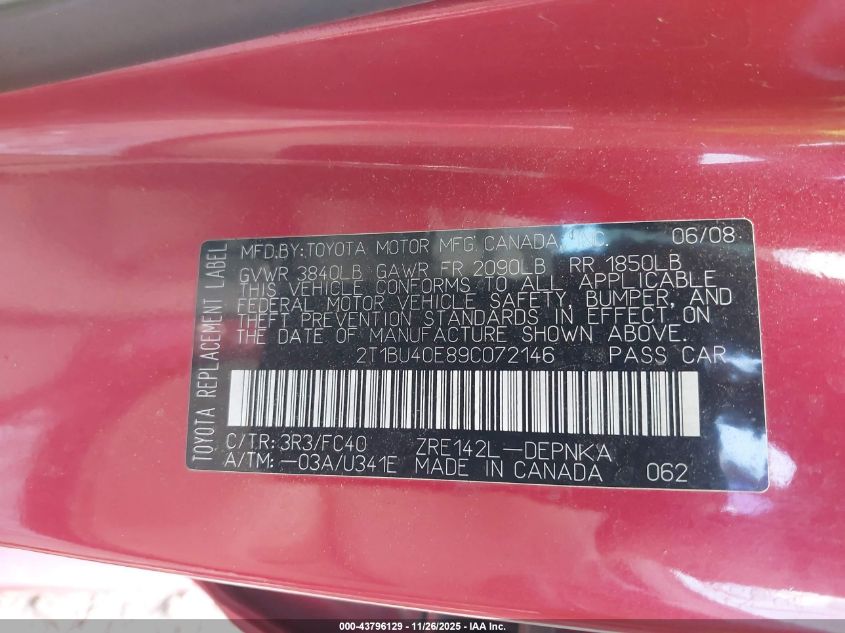 TOYOTA REPLACEMENT LABEL
MFD.BY:TOYOTA MOTOR MFG CANADA, INC. 06/08
GVWR 3840LB GAWR FR 2090LB RR 1850LB
THIS VEHICLE CONFORMS TO ALL APPLICABLE
FEDERAL MOTOR VEHICLE SAFETY, BUMPER, AND
THEFT PREVENTION STANDARDS IN EFFECT ON
THE DATE OF MANUFACTURE SHOWN ABOVE.
2T1BU40E89C072146 PASS CAR
C/TR: 3R3/FC40 ZRE142L-DEPNKA
A/TM: -03A/U341E MADE IN CANADA 062
000-43796129 - 11/26/2025 - IAA Inc.